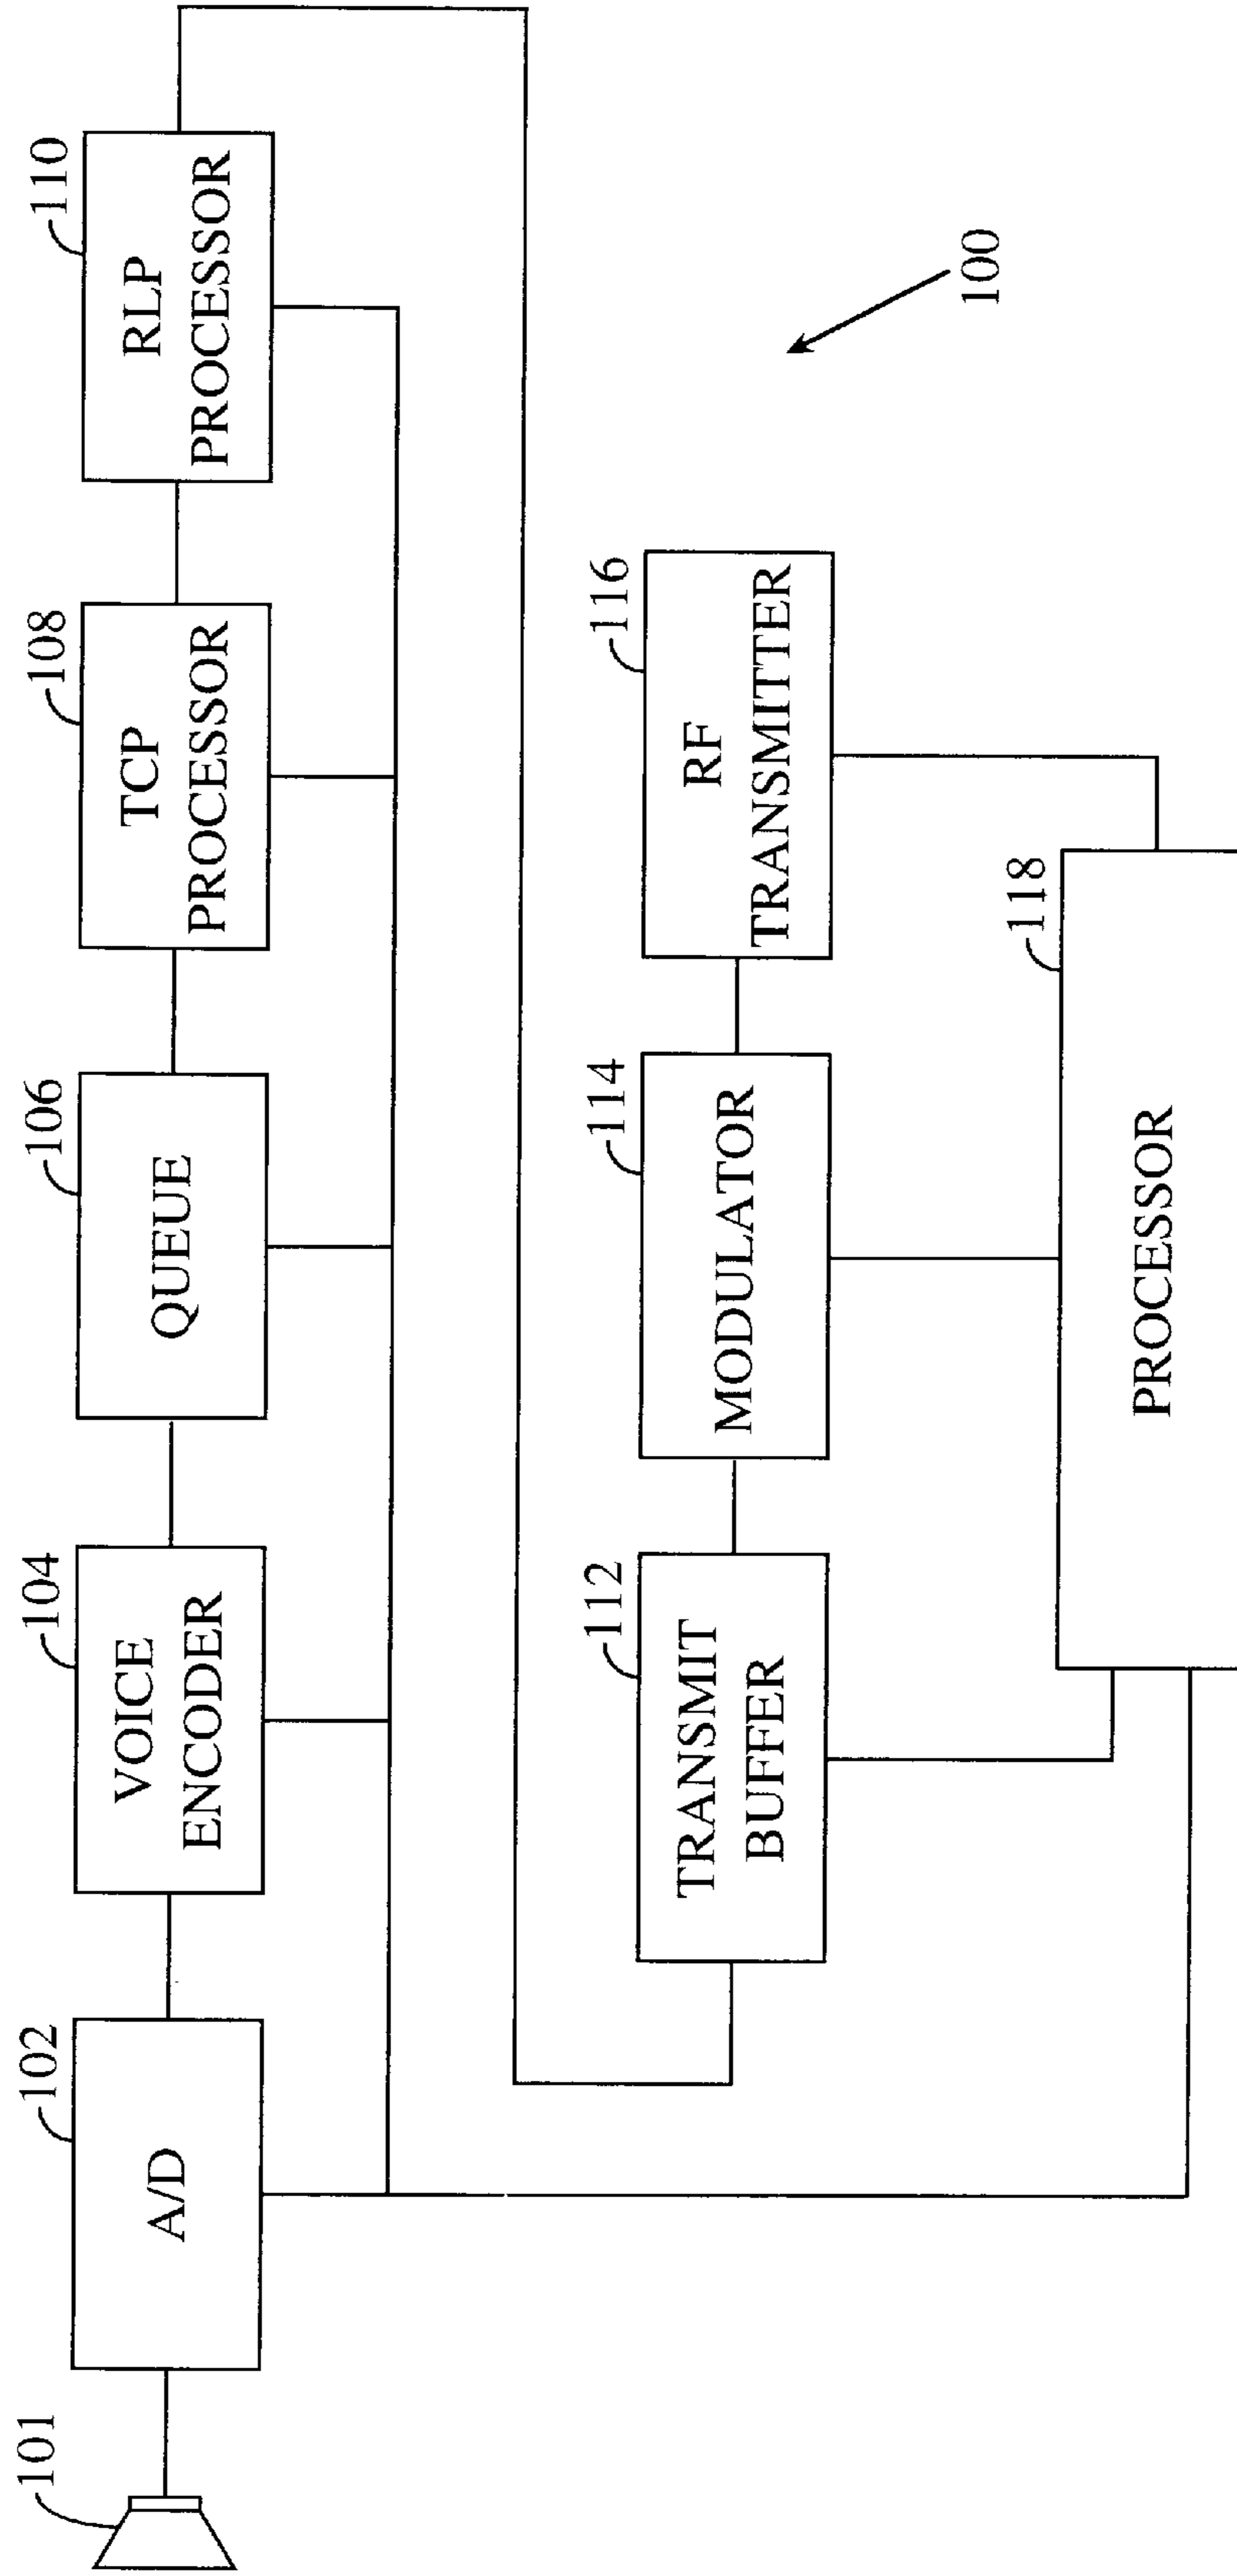 101
102
A/D
104
VOICE
ENCODER
106
QUEUE
108
TCP
PROCESSOR
110
RLP
PROCESSOR
112
TRANSMIT
BUFFER
114
MODULATOR
116
RF
TRANSMITTER
100
118
PROCESSOR